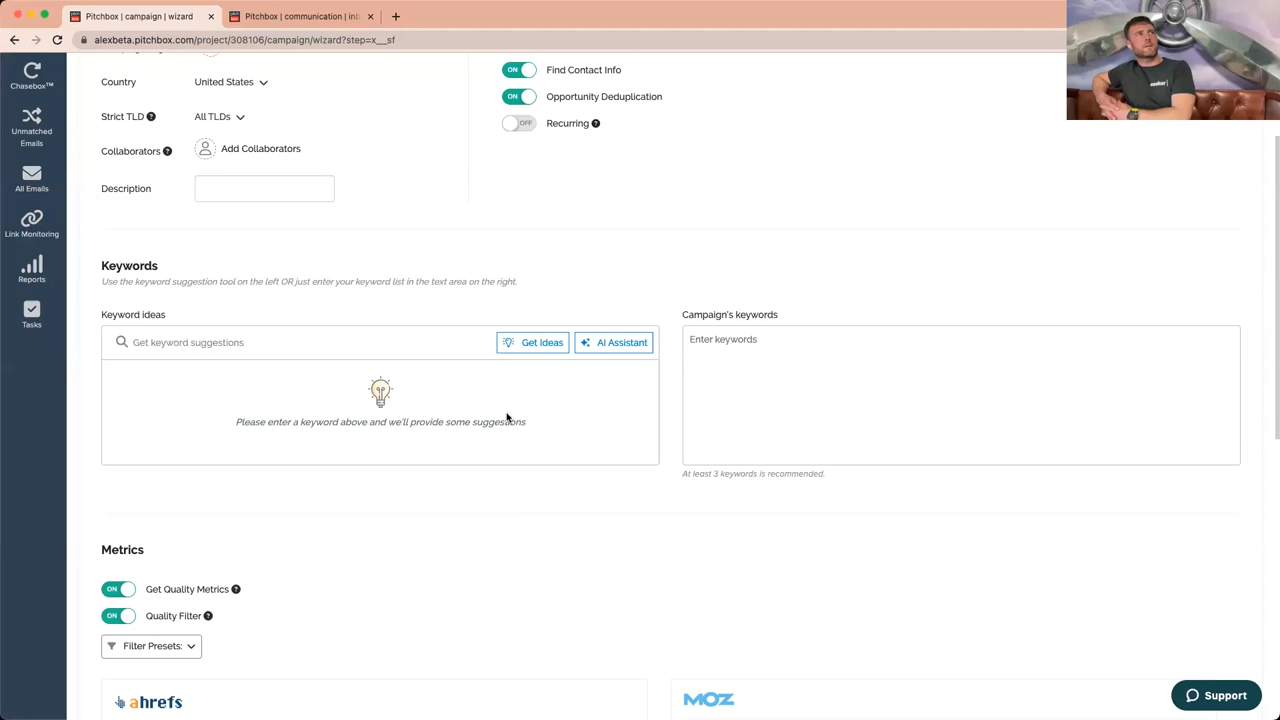 Pitchbox | campaign | wizard
Pitchbox | communication | inb
alexbeta.pitchbox.com/project/308106/campaign/wizard?step=x__sf
Chasebox™
Unmatched
Emails
All Emails
Link Monitoring
Reports
Tasks
Country
United States
Strict TLD
All TLDs
Collaborators
Add Collaborators
Description
ON
Find Contact Info
ON
Opportunity Deduplication
OFF
Recurring
Keywords
Use the keyword suggestion tool on the left OR just enter your keyword list in the text area on the right.
Keyword ideas
Get keyword suggestions
Get Ideas
AI Assistant
Please enter a keyword above and we'll provide some suggestions
Campaign's keywords
Enter keywords
At least 3 keywords is recommended.
Metrics
ON
Get Quality Metrics
ON
Quality Filter
Filter Presets:
ahrefs
MOZ
Support